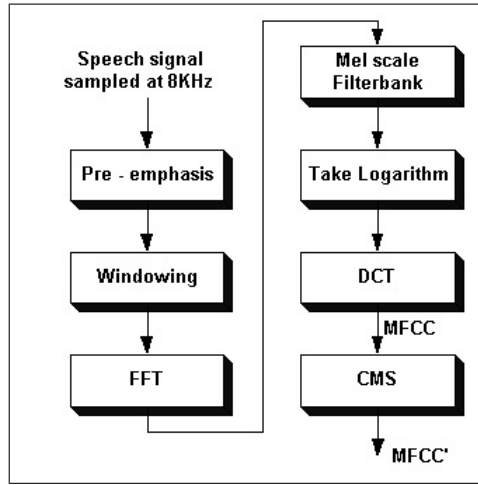 Speech signal
sampled at 8KHz
Pre - emphasis
Windowing
FFT
Mel scale
Filterbank
Take Logarithm
DCT
MFCC
CMS
MFCC'